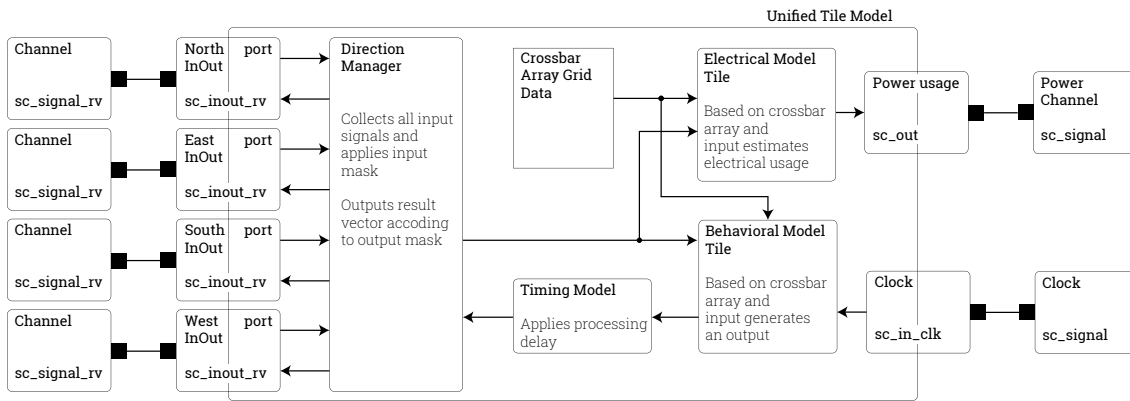 Unified Tile Model
Channel
sc_signal_rv
North port
InOut
sc_inout_rv
Channel
sc_signal_rv
East port
InOut
sc_inout_rv
Channel
sc_signal_rv
South port
InOut
sc_inout_rv
Channel
sc_signal_rv
West port
InOut
sc_inout_rv
Direction
Manager
Collects all input
signals and
applies input
mask
Outputs result
vector accoding
to output mask
Crossbar
Array Grid
Data
Electrical Model
Tile
Based on crossbar
array and
input estimates
electrical usage
Power usage
sc_out
Power
Channel
sc_signal
Timing Model
Applies processing
delay
Behavioral Model
Tile
Based on crossbar
array and
input generates
an output
Clock
sc_in_clk
Clock
sc_signal